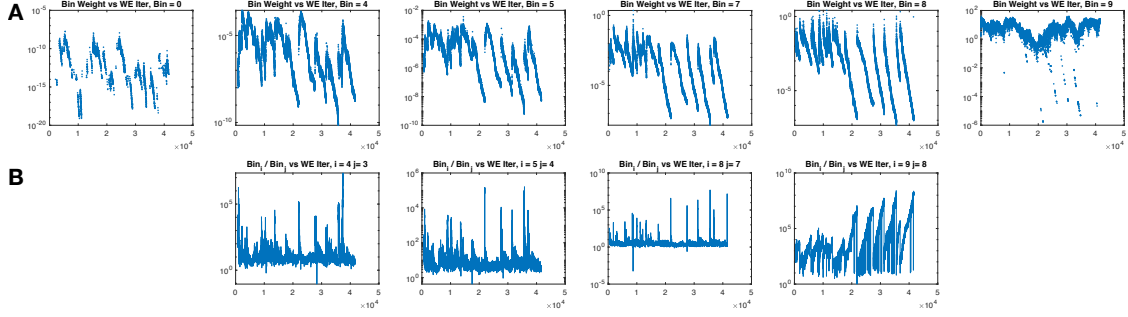 A
Bin Weight vs WE Iter, Bin = 0
Bin Weight vs WE Iter, Bin = 4
Bin Weight vs WE Iter, Bin = 5
Bin Weight vs WE Iter, Bin = 7
Bin Weight vs WE Iter, Bin = 8
Bin Weight vs WE Iter, Bin = 9
10^-5 10^-10 10^-15 10^-20
0 1 2 3 4 5
×10^4
10^-5 10^-10
0 1 2 3 4 5
×10^4
10^0 10^-2 10^-4 10^-6 10^-8 10^-10
0 1 2 3 4 5
×10^4
10^0 10^-5
0 1 2 3 4 5
×10^4
10^0 10^-5
0 1 2 3 4 5
×10^4
10^2 10^0 10^-2 10^-4 10^-6
0 1 2 3 4 5
×10^4
B
Bin_i / Bin_j vs WE Iter, i = 4 j= 3
Bin_i / Bin_j vs WE Iter, i = 5 j= 4
Bin_i / Bin_j vs WE Iter, i = 8 j= 7
Bin_i / Bin_j vs WE Iter, i = 9 j= 8
10^5 10^0
0 1 2 3 4 5
×10^4
10^6 10^4 10^2 10^0
0 1 2 3 4 5
×10^4
10^10 10^5 10^0 10^-5
0 1 2 3 4 5
×10^4
10^10 10^5 10^0
0 1 2 3 4 5
×10^4